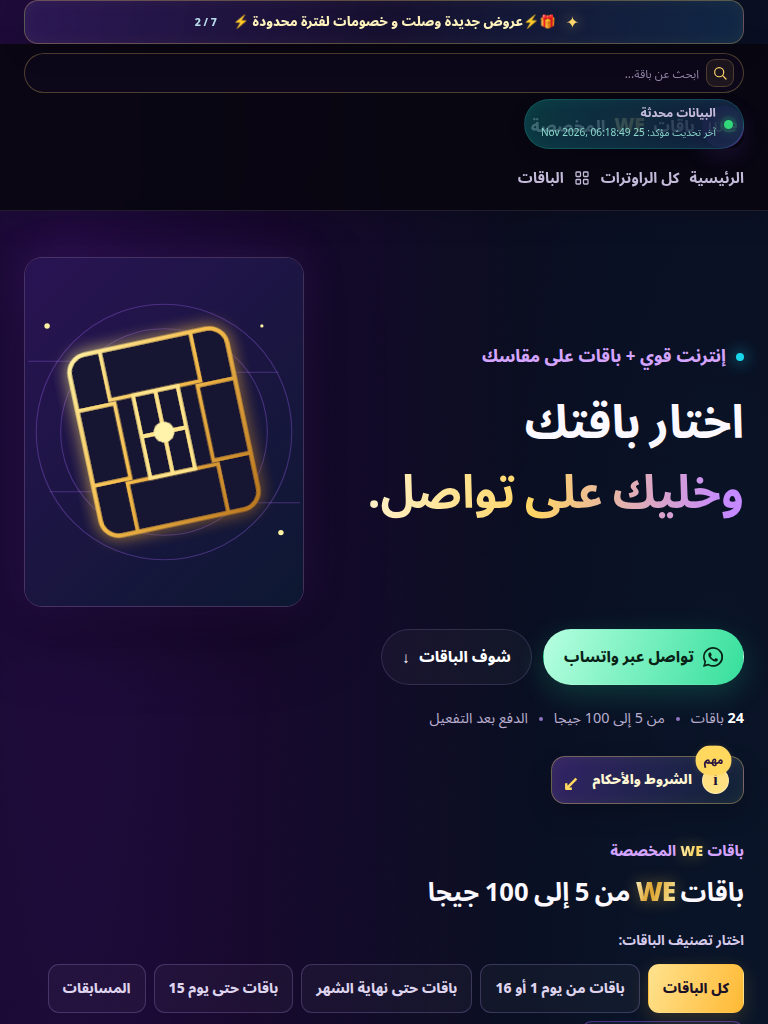 ✦ 🎁⚡عروض جديدة وصلت و خصومات لفترة محدودة ⚡ 2 / 7
ابحث عن باقة...
باقات WE المخصصة
البيانات محدثة
آخر تحديث مؤكد: 25 Nov 2026, 06:18:49
الرئيسية كل الراوترات الباقات
إنترنت قوي + باقات على مقاسك
اختار باقتك
وخليك على تواصل.
تواصل عبر واتساب
شوف الباقات ↓
24 باقات • من 5 إلى 100 جيجا • الدفع بعد التفعيل
مهم
i الشروط والأحكام ↙
باقات WE المخصصة
باقات WE من 5 إلى 100 جيجا
اختار تصنيف الباقات:
كل الباقات باقات من يوم 1 أو 16 باقات حتى نهاية الشهر باقات حتى يوم 15 المسابقات